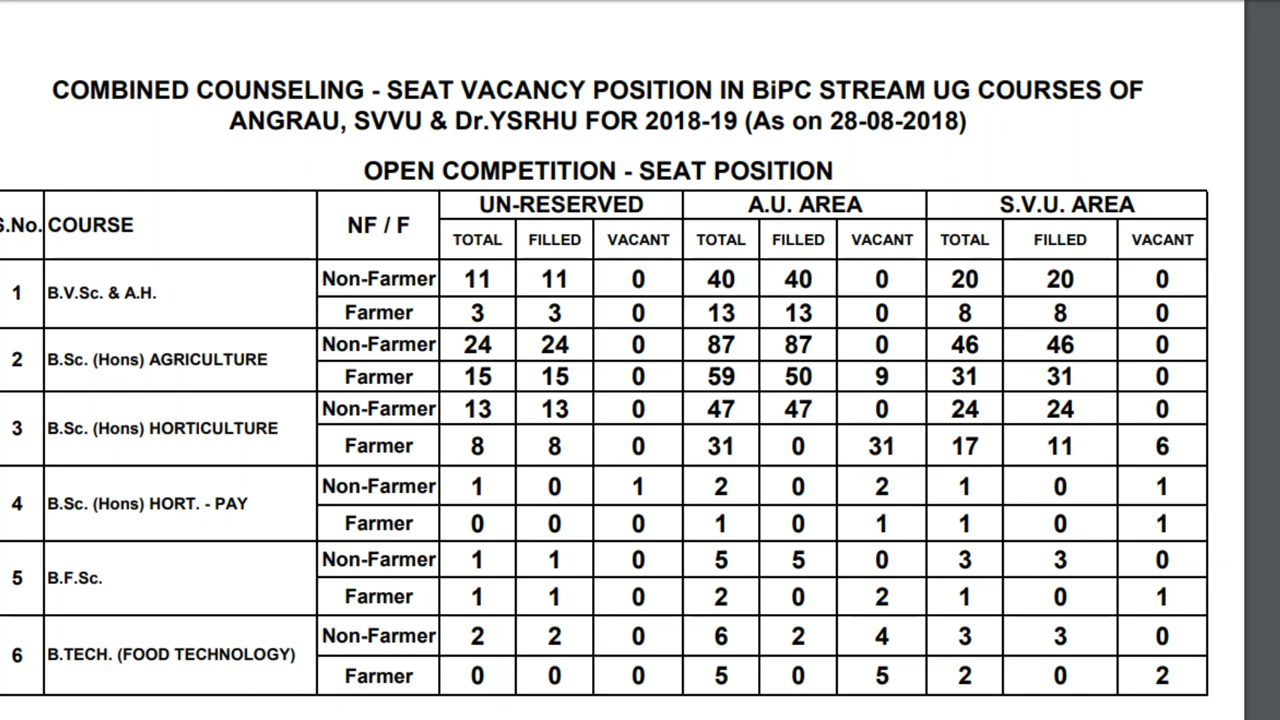 COMBINED COUNSELING - SEAT VACANCY POSITION IN BiPC STREAM UG COURSES OF
ANGRAU, SVVU & Dr.YSRHU FOR 2018-19 (As on 28-08-2018)
OPEN COMPETITION - SEAT POSITION
S.No. COURSE NF / F UN-RESERVED A.U. AREA S.V.U. AREA
TOTAL FILLED VACANT TOTAL FILLED VACANT TOTAL FILLED VACANT
1 B.V.Sc. & A.H. Non-Farmer 11 11 0 40 40 0 20 20 0
Farmer 3 3 0 13 13 0 8 8 0
2 B.Sc. (Hons) AGRICULTURE Non-Farmer 24 24 0 87 87 0 46 46 0
Farmer 15 15 0 59 50 9 31 31 0
3 B.Sc. (Hons) HORTICULTURE Non-Farmer 13 13 0 47 47 0 24 24 0
Farmer 8 8 0 31 0 31 17 11 6
4 B.Sc. (Hons) HORT. - PAY Non-Farmer 1 0 1 2 0 2 1 0 1
Farmer 0 0 0 1 0 1 1 0 1
5 B.F.Sc. Non-Farmer 1 1 0 5 5 0 3 3 0
Farmer 1 1 0 2 0 2 1 0 1
6 B.TECH. (FOOD TECHNOLOGY) Non-Farmer 2 2 0 6 2 4 3 3 0
Farmer 0 0 0 5 0 5 2 0 2